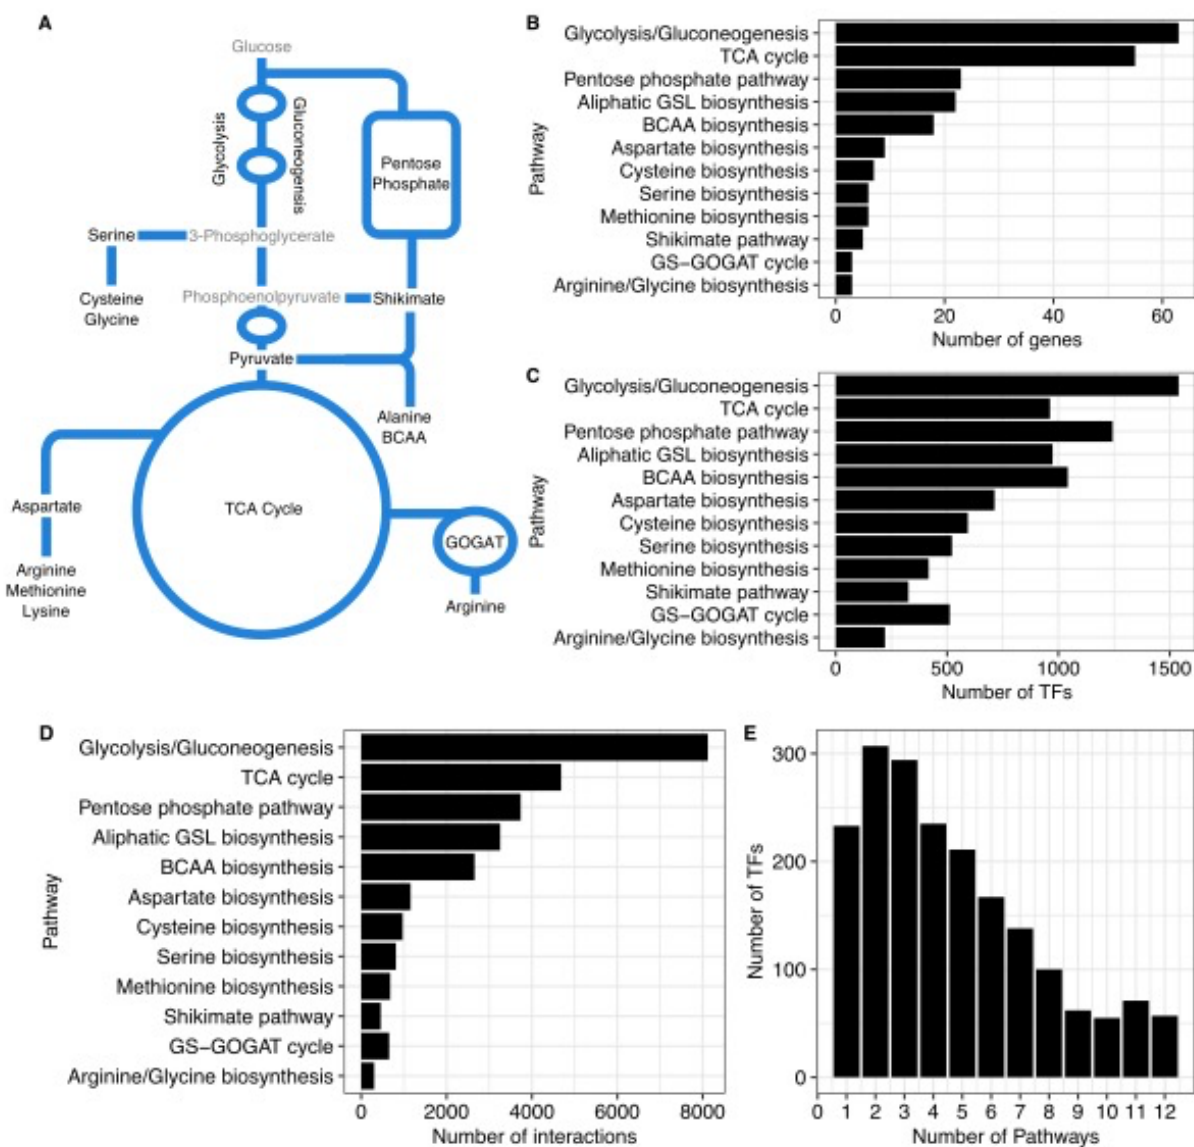 A
Glucose
Glycolysis
Gluconeogensis
Pentose
Phosphate
Serine
3-Phosphoglycerate
Cysteine
Glycine
Phosphoenolpyruvate
Shikimate
Pyruvate
Alanine
BCAA
TCA Cycle
Aspartate
Arginine
Methionine
Lysine
GOGAT
Arginine
B
Pathway
Glycolysis/Gluconeogenesis
TCA cycle
Pentose phosphate pathway
Aliphatic GSL biosynthesis
BCAA biosynthesis
Aspartate biosynthesis
Cysteine biosynthesis
Serine biosynthesis
Methionine biosynthesis
Shikimate pathway
GS−GOGAT cycle
Arginine/Glycine biosynthesis
0 20 40 60
Number of genes
C
Pathway
Glycolysis/Gluconeogenesis
TCA cycle
Pentose phosphate pathway
Aliphatic GSL biosynthesis
BCAA biosynthesis
Aspartate biosynthesis
Cysteine biosynthesis
Serine biosynthesis
Methionine biosynthesis
Shikimate pathway
GS−GOGAT cycle
Arginine/Glycine biosynthesis
0 500 1000 1500
Number of TFs
D
Pathway
Glycolysis/Gluconeogenesis
TCA cycle
Pentose phosphate pathway
Aliphatic GSL biosynthesis
BCAA biosynthesis
Aspartate biosynthesis
Cysteine biosynthesis
Serine biosynthesis
Methionine biosynthesis
Shikimate pathway
GS−GOGAT cycle
Arginine/Glycine biosynthesis
0 2000 4000 6000 8000
Number of interactions
E
Number of TFs
300
200
100
0
0 1 2 3 4 5 6 7 8 9 10 11 12
Number of Pathways